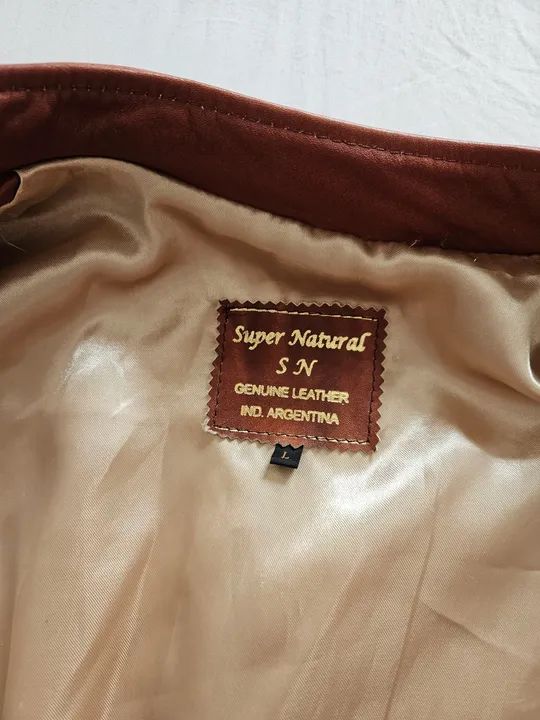 Super Natural
S N
GENUINE LEATHER
IND. ARGENTINA
L